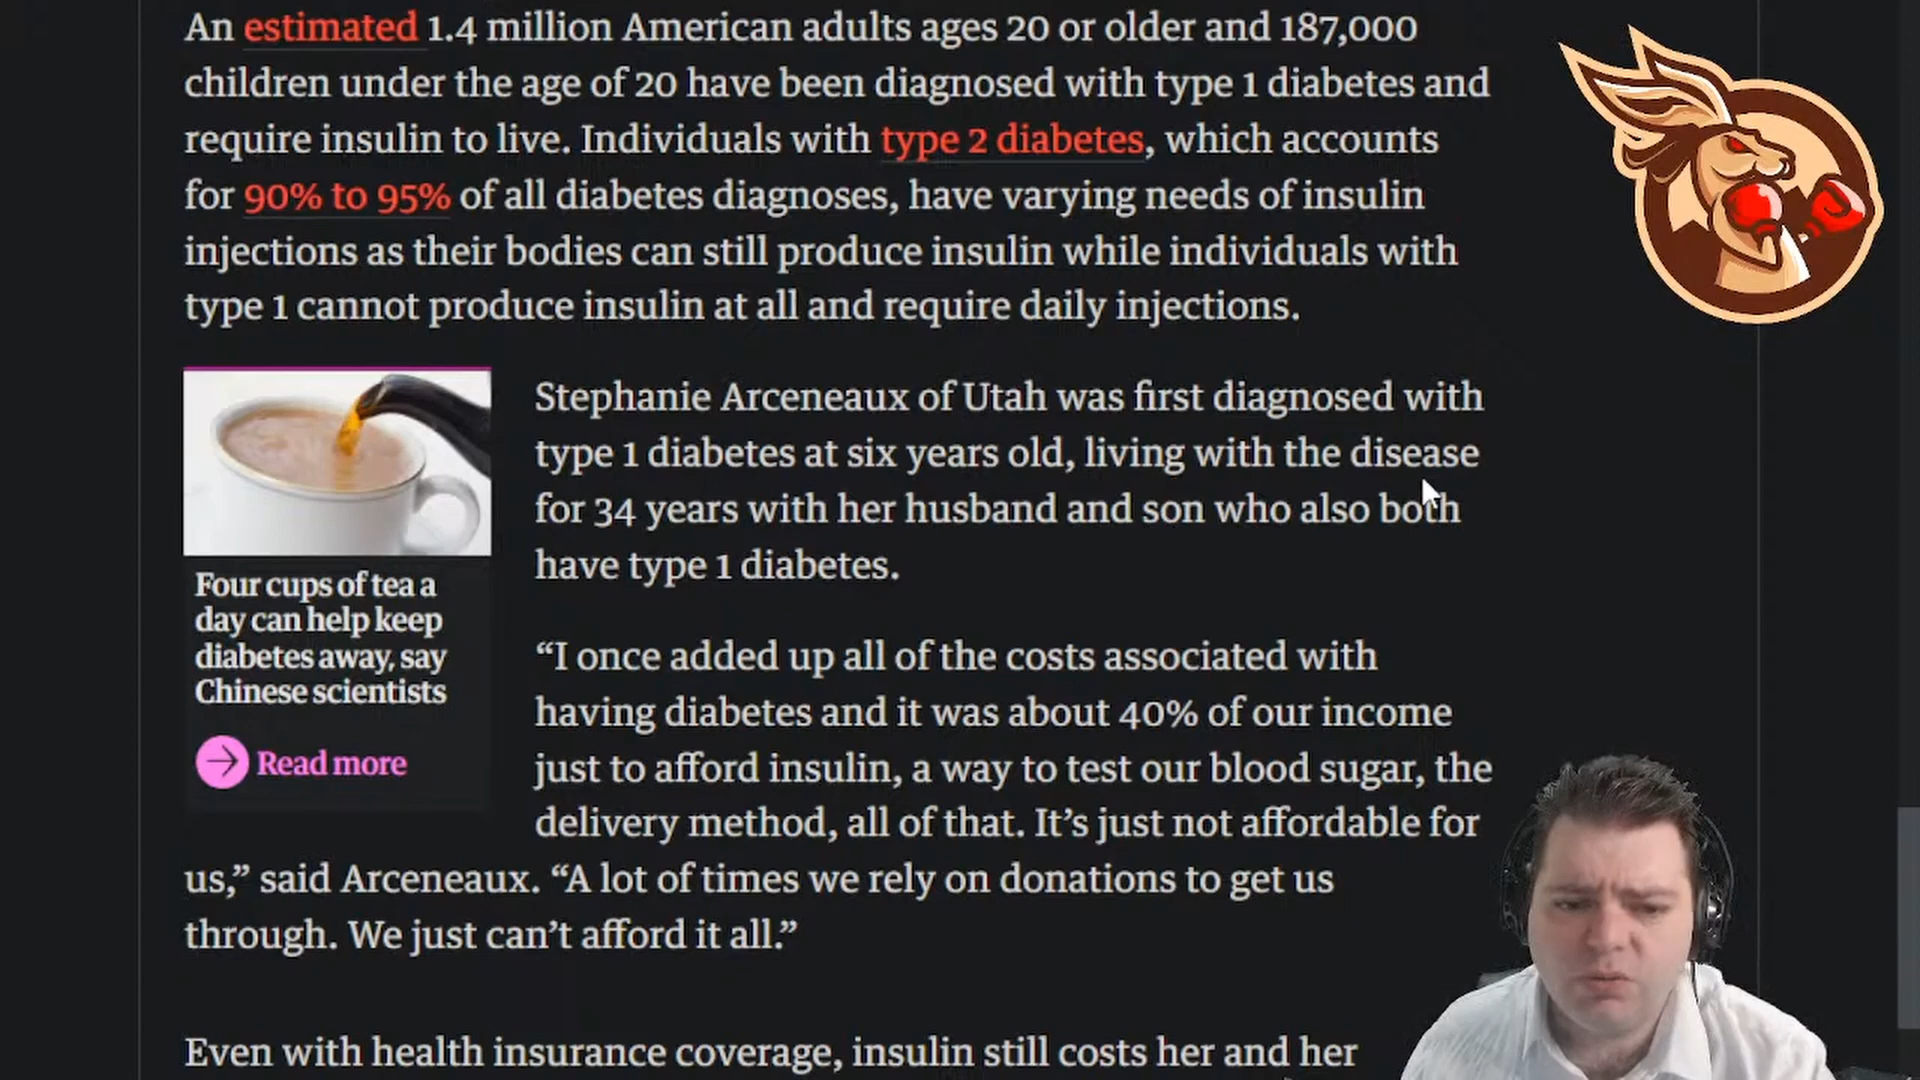 An estimated 1.4 million American adults ages 20 or older and 187,000
children under the age of 20 have been diagnosed with type 1 diabetes and
require insulin to live. Individuals with type 2 diabetes, which accounts
for 90% to 95% of all diabetes diagnoses, have varying needs of insulin
injections as their bodies can still produce insulin while individuals with
type 1 cannot produce insulin at all and require daily injections.
Four cups of tea a
day can help keep
diabetes away, say
Chinese scientists
Read more
Stephanie Arceneaux of Utah was first diagnosed with
type 1 diabetes at six years old, living with the disease
for 34 years with her husband and son who also both
have type 1 diabetes.
“I once added up all of the costs associated with
having diabetes and it was about 40% of our income
just to afford insulin, a way to test our blood sugar, the
delivery method, all of that. It’s just not affordable for
us,” said Arceneaux. “A lot of times we rely on donations to get us
through. We just can’t afford it all.”
Even with health insurance coverage, insulin still costs her and her